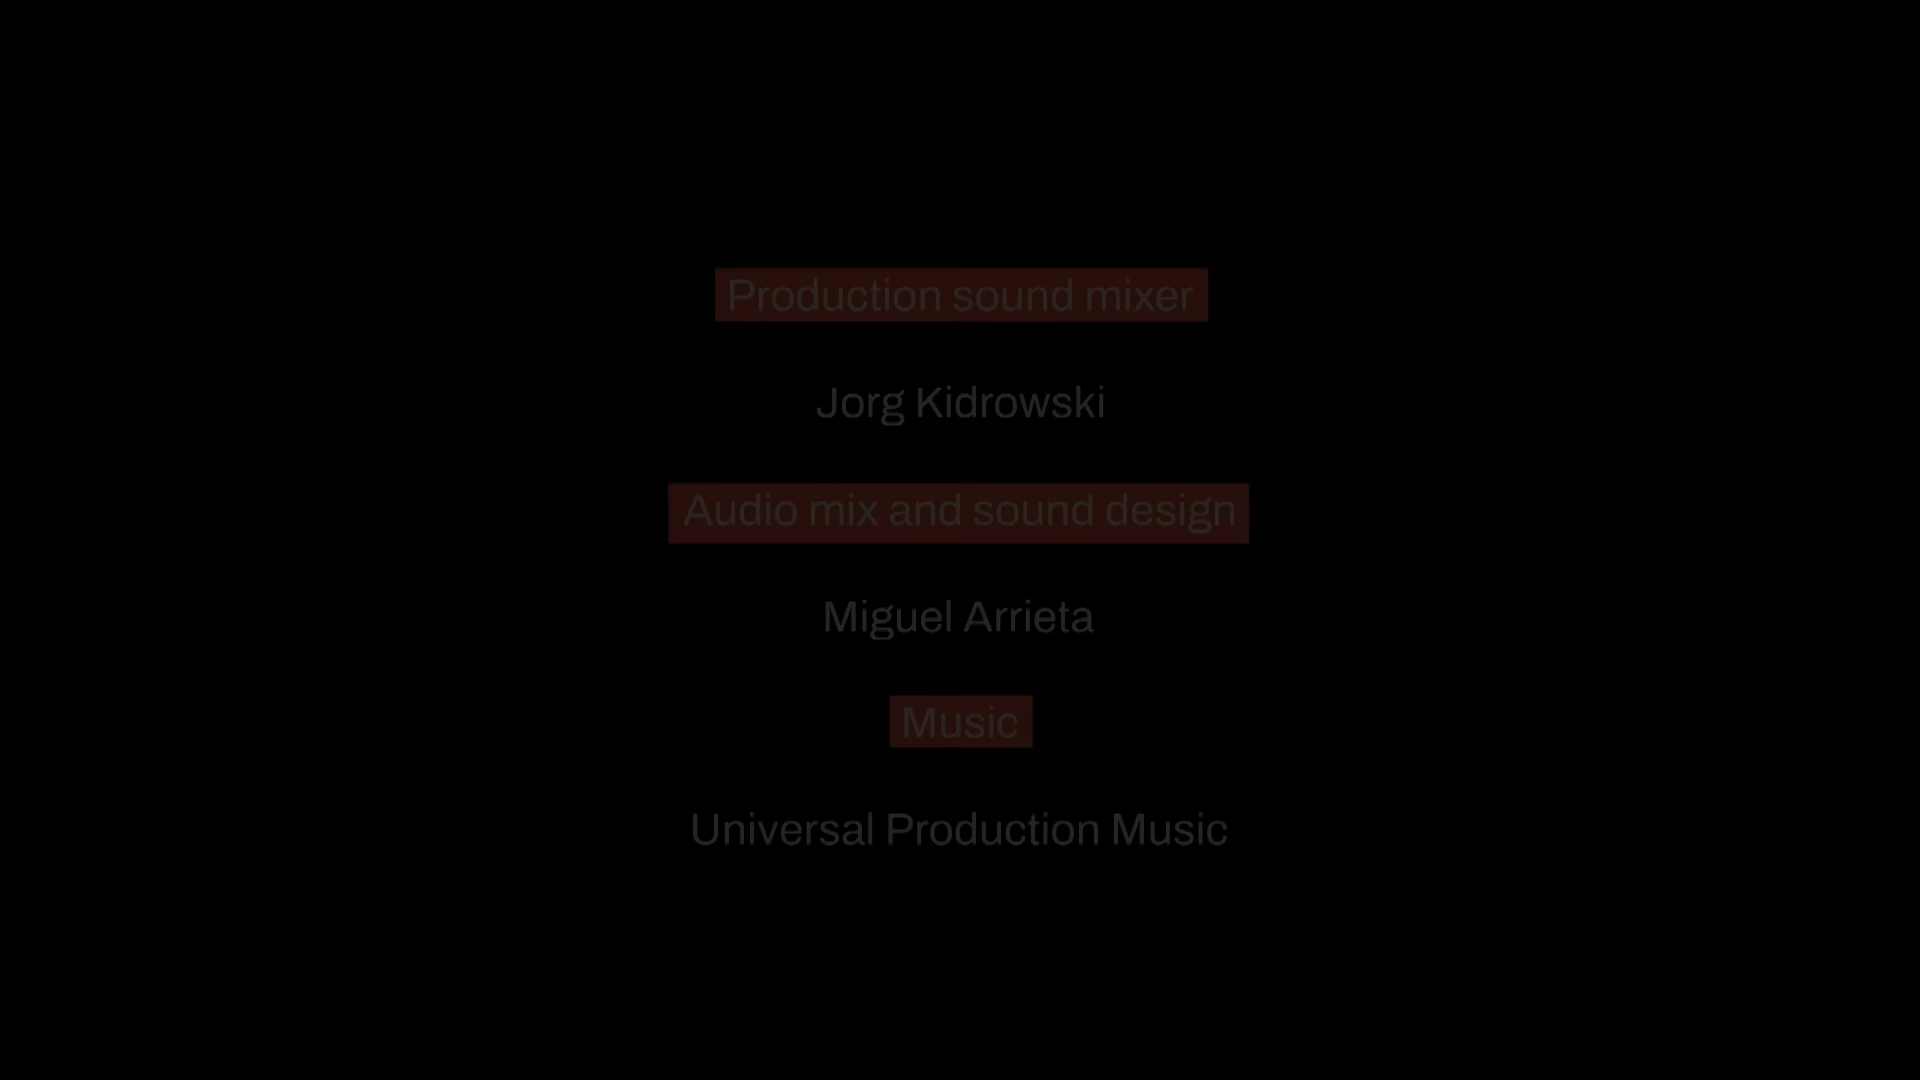 Production sound mixer
Jorg Kidrowski
Audio mix and sound design
Miguel Arrieta
Music
Universal Production Music